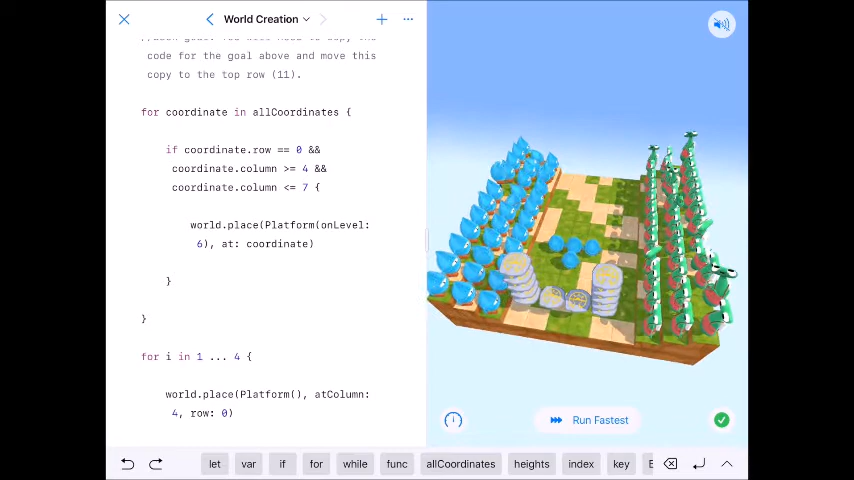 World Creation
code for the goal above and move this
copy to the top row (11).
for coordinate in allCoordinates {
if coordinate.row == 0 &&
coordinate.column >= 4 &&
coordinate.column <= 7 {
world.place(Platform(onLevel:
6), at: coordinate)
}
}
for i in 1 ... 4 {
world.place(Platform(), atColumn:
4, row: 0)
Run Fastest
let var if for while func allCoordinates heights index key